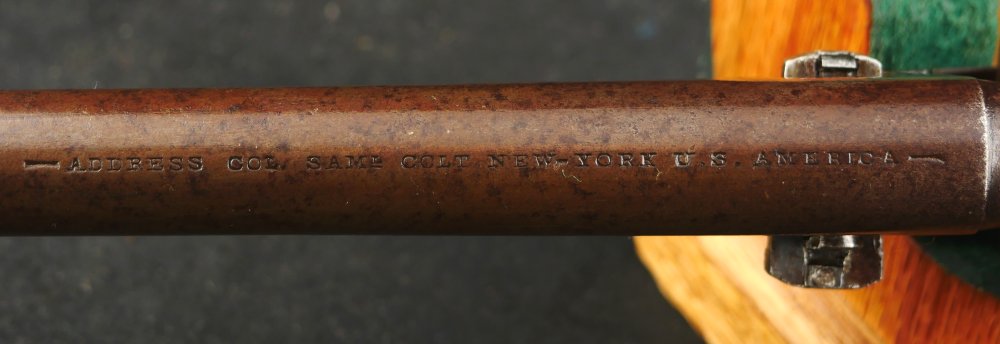 — ADDRESS COL. SAMᴸ COLT NEW-YORK U.S. AMERICA —